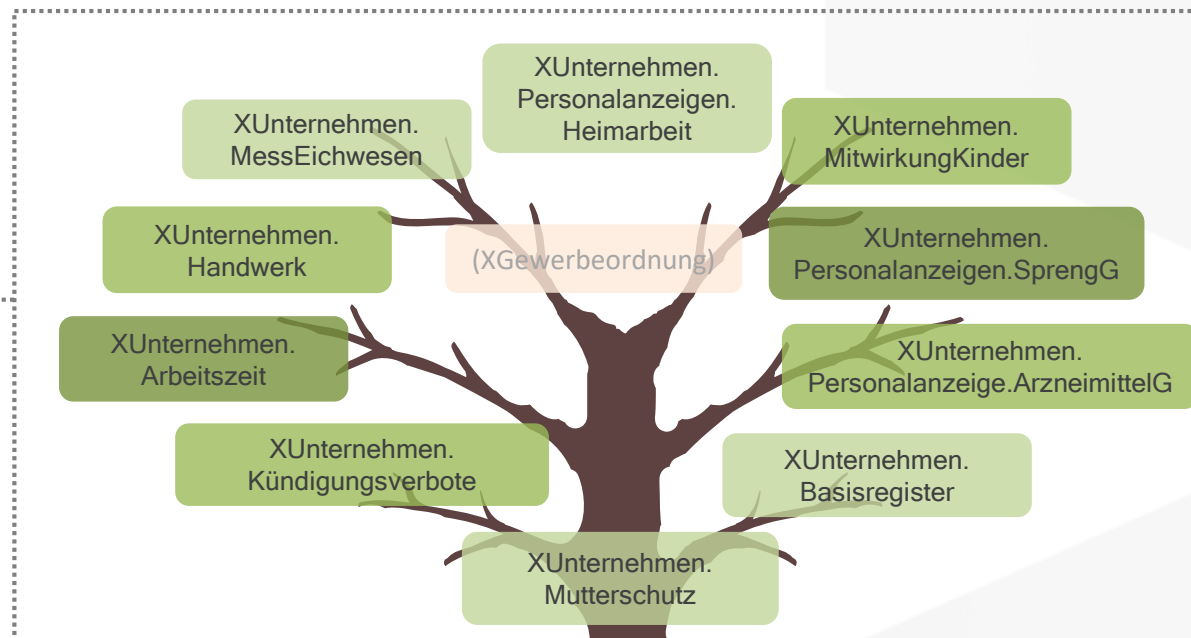 XUnternehmen.
Personalanzeigen.
Heimarbeit
XUnternehmen.
MessEichwesen
XUnternehmen.
MitwirkungKinder
XUnternehmen.
Handwerk
(XGewerbeordnung)
XUnternehmen.
Personalanzeigen.SprengG
XUnternehmen.
Arbeitszeit
XUnternehmen.
Personalanzeige.ArzneimittelG
XUnternehmen.
Kündigungsverbote
XUnternehmen.
Basisregister
XUnternehmen.
Mutterschutz